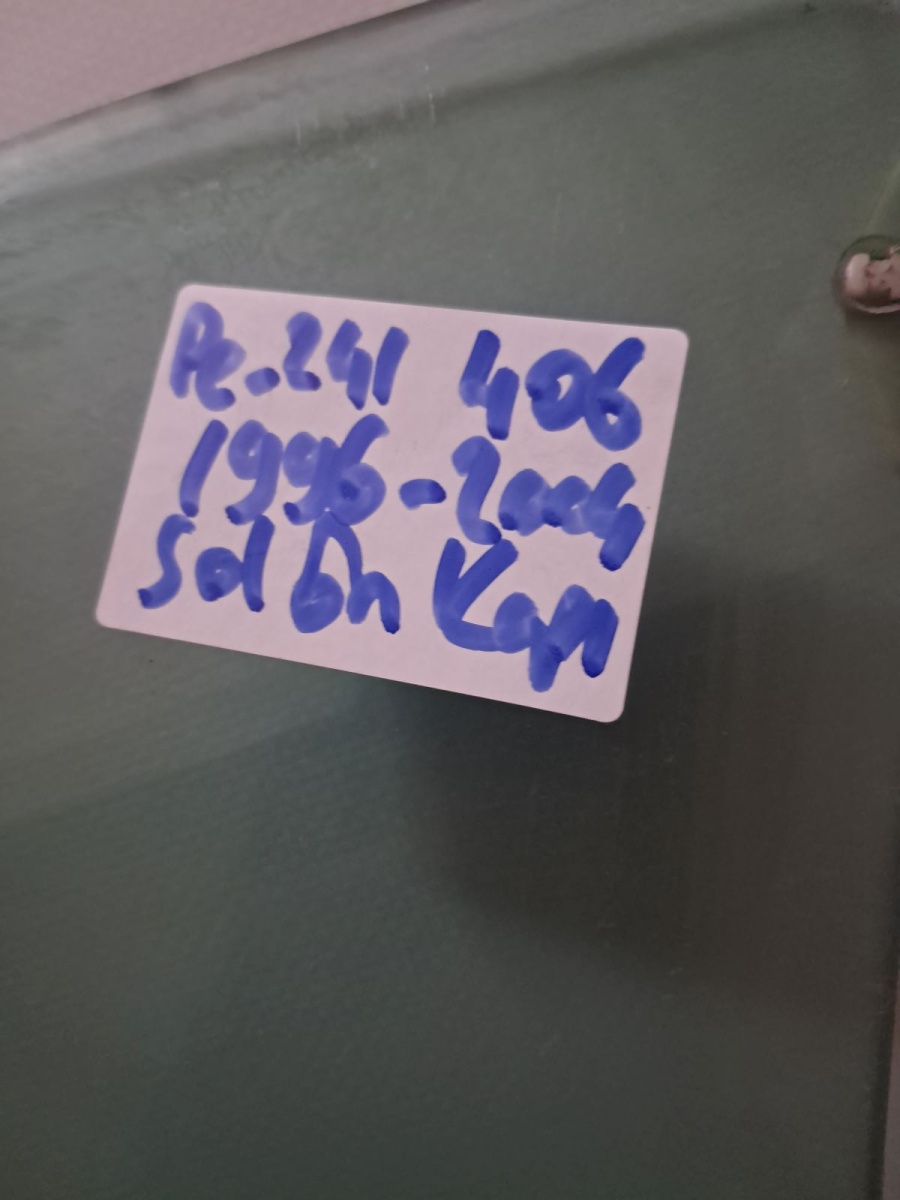 Pe.241 406
1996-2004
Sol ön Kapı